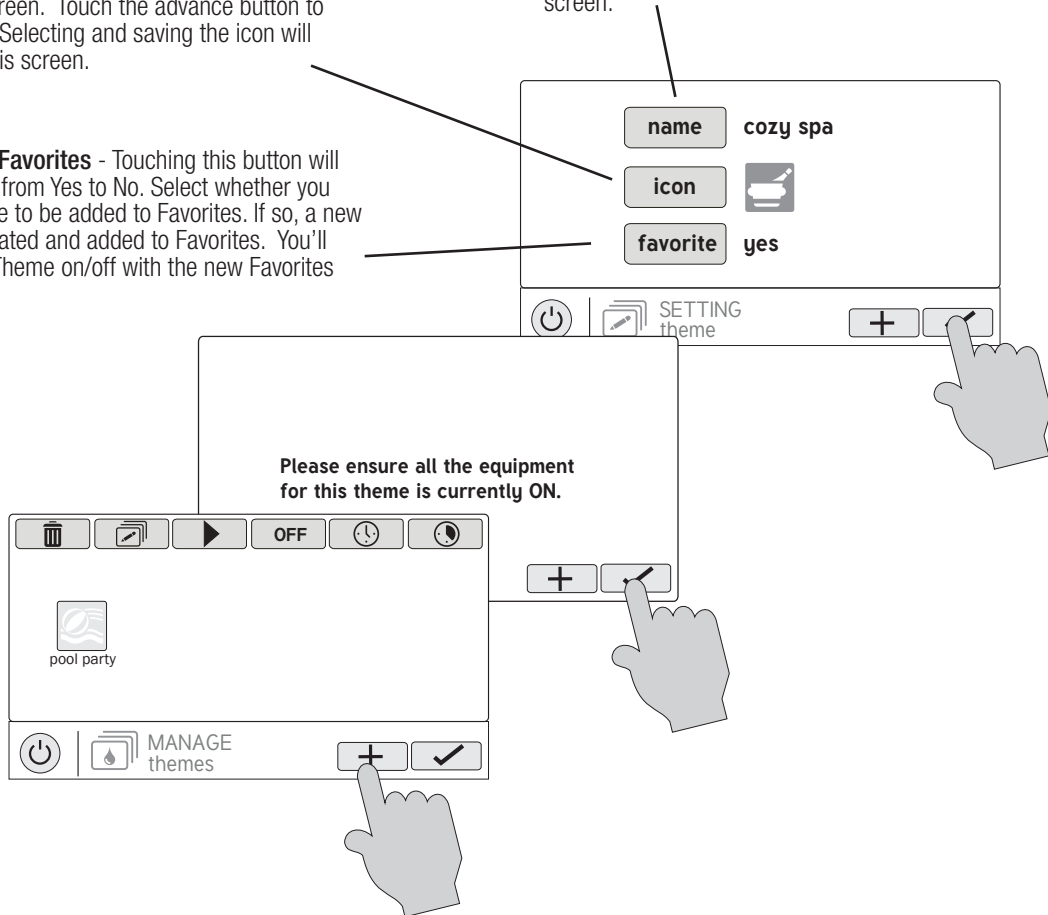 reen. Touch the advance button to
Selecting and saving the icon will
is screen.
screen.
Favorites - Touching this button will
from Yes to No. Select whether you
e to be added to Favorites. If so, a new
ated and added to Favorites. You'll
Theme on/off with the new Favorites
name cozy spa
icon
favorite yes
SETTING
theme
Please ensure all the equipment
for this theme is currently ON.
OFF
pool party
MANAGE
themes